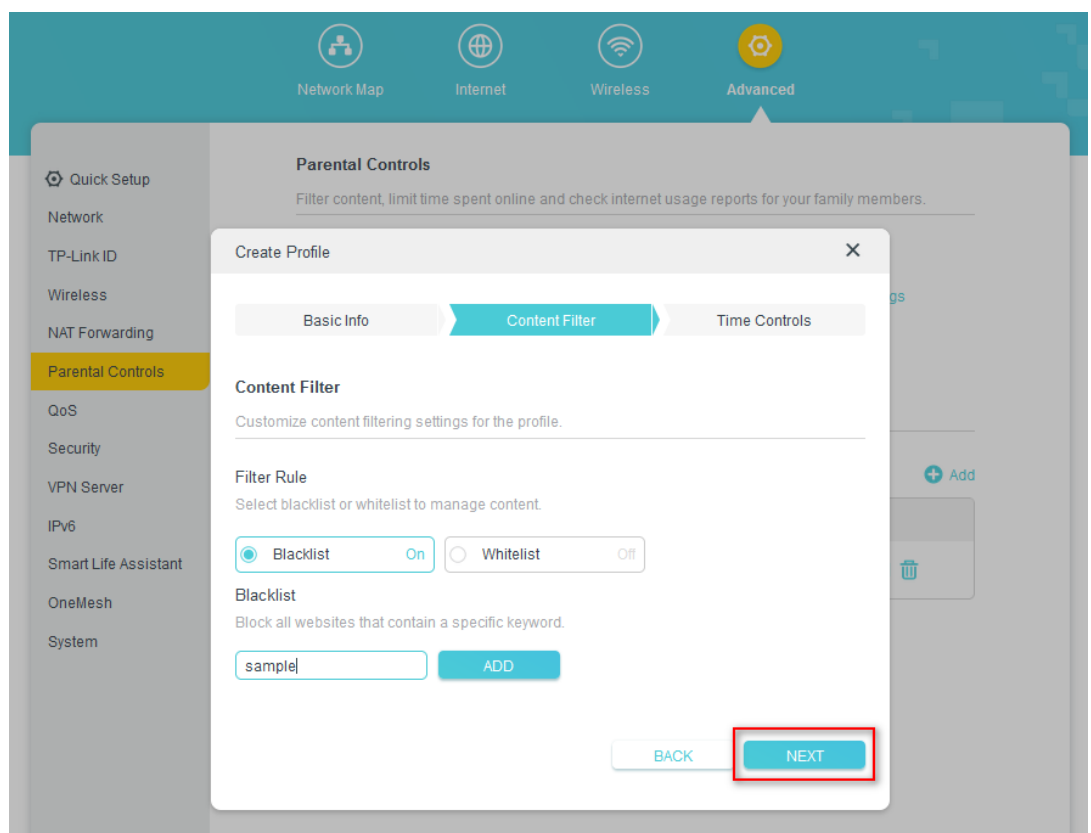 Network Map Internet Wireless Advanced
Quick Setup
Network
TP-Link ID
Wireless
NAT Forwarding
Parental Controls
QoS
Security
VPN Server
IPv6
Smart Life Assistant
OneMesh
System
Parental Controls
Filter content, limit time spent online and check internet usage reports for your family members.
gs
Add
Create Profile
Basic Info Content Filter Time Controls
Content Filter
Customize content filtering settings for the profile.
Filter Rule
Select blacklist or whitelist to manage content.
Blacklist On Whitelist Off
Blacklist
Block all websites that contain a specific keyword.
sample ADD
BACK NEXT